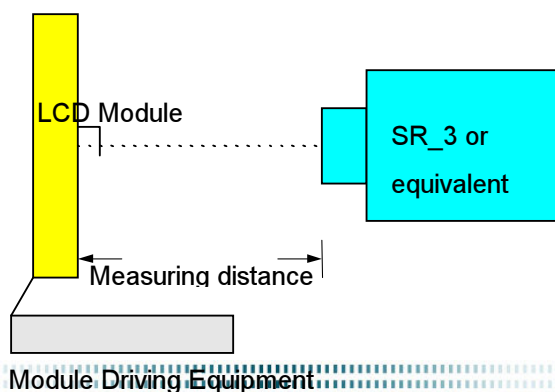 LCD Module
SR_3 or
equivalent
Measuring distance
Module Driving Equipment